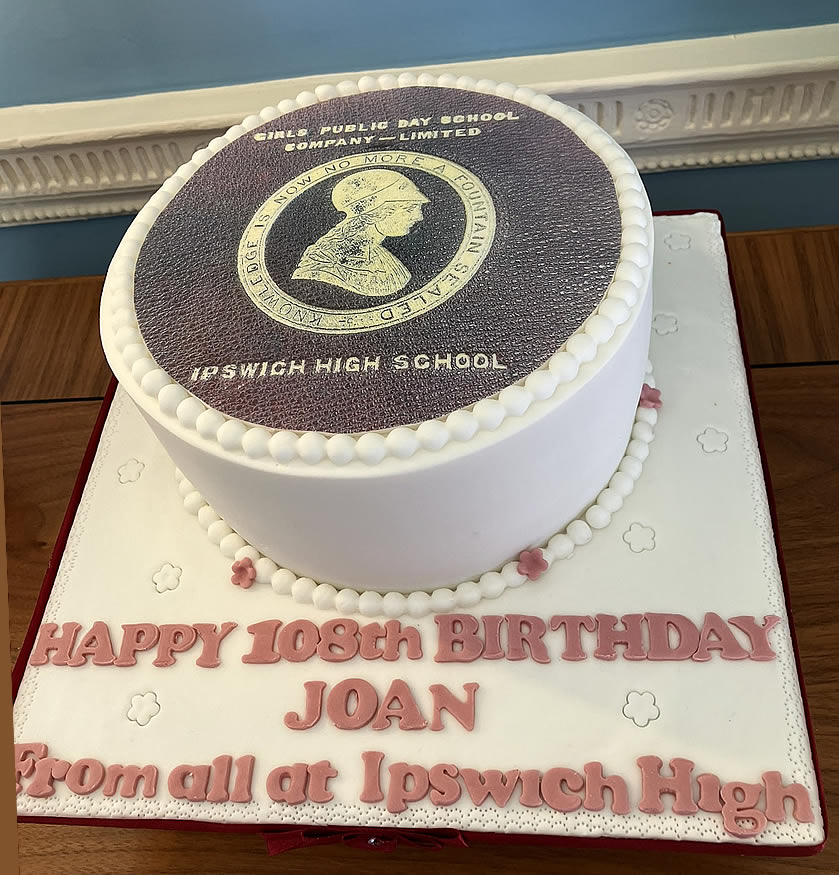 GIRLS PUBLIC DAY SCHOOL
COMPANY—LIMITED
KNOWLEDGE IS NOW NO MORE A FOUNTAIN SEALED
IPSWICH HIGH SCHOOL
HAPPY 108th BIRTHDAY
JOAN
From all at Ipswich High